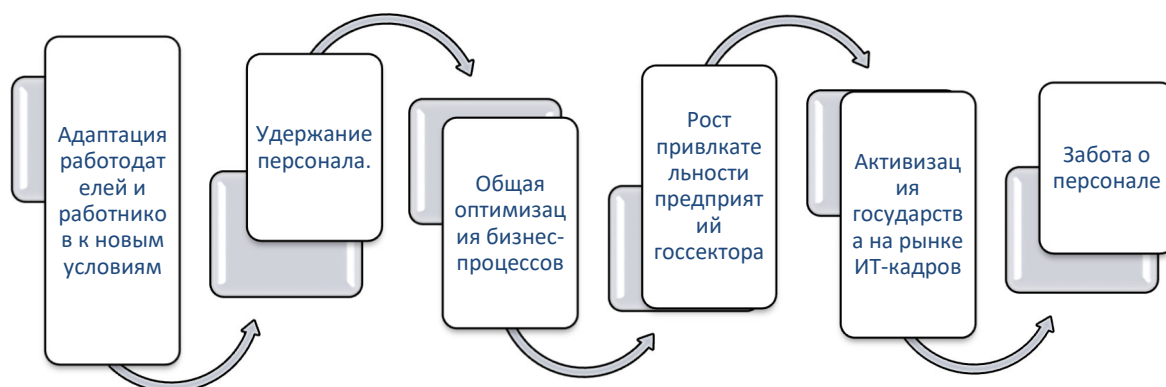 Адаптация
работодат
елей и
работнико
в к новым
условиям
Удержание
персонала.
Общая
оптимизац
ия бизнес-
процессов
Рост
привлкате
льности
предприят
ий
госсектора
Активизац
ия
государств
а на рынке
ИТ-кадров
Забота о
персонале